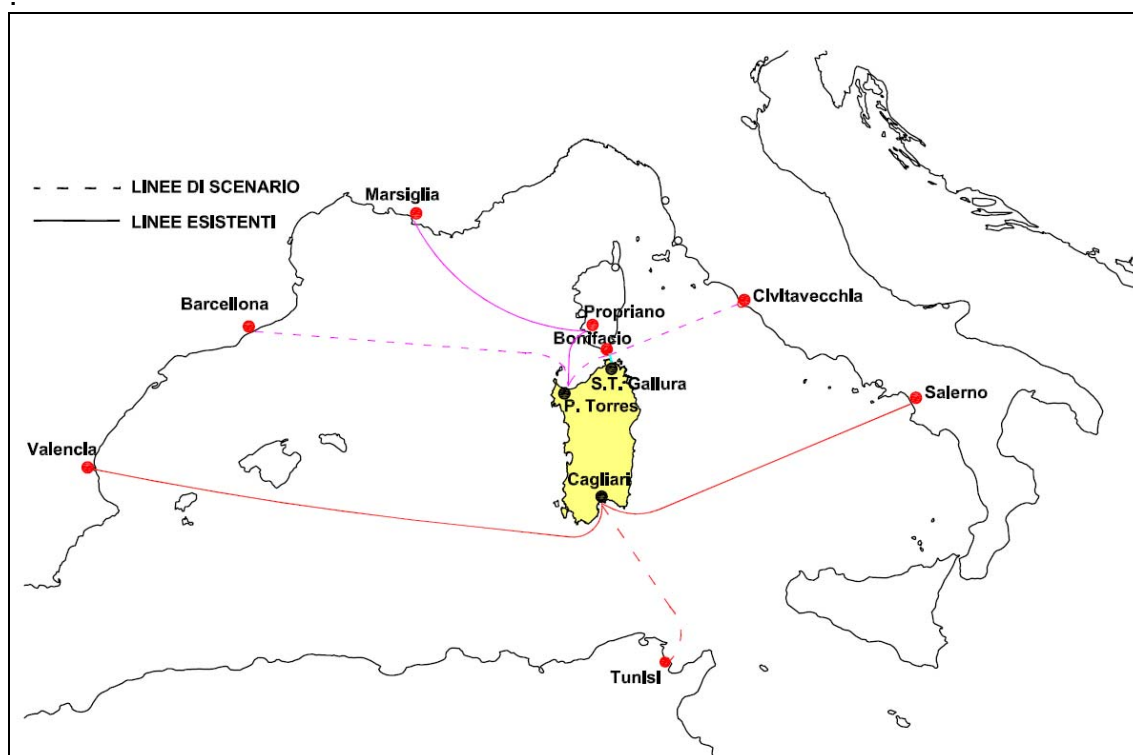 .
LINEE DI SCENARIO
LINEE ESISTENTI
Marsiglia
Barcellona
Propriano
Civitavecchia
Bonifacio
S.T. Gallura
P. Torres
Salerno
Valencia
Cagliari
Tunisi